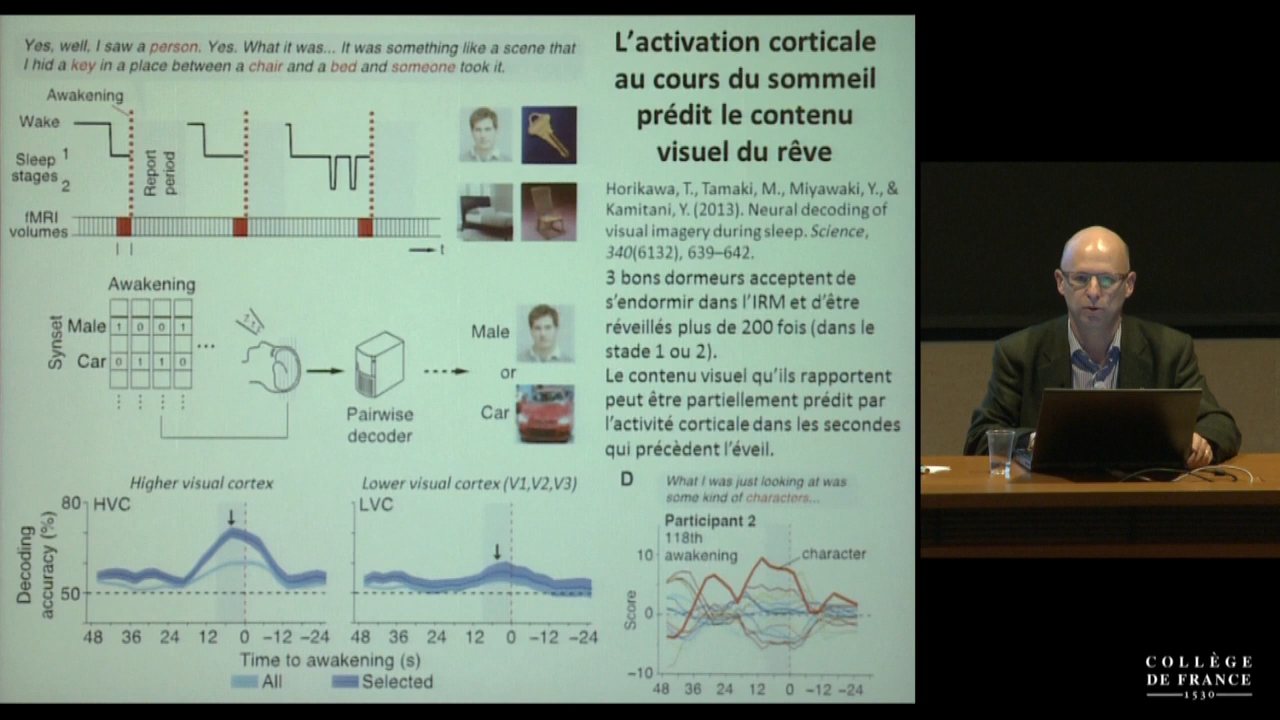 Yes, well, I saw a person. Yes. What it was... It was something like a scene that
I hid a key in a place between a chair and a bed and someone took it.
Awakening
Wake
Sleep stages
1
2
Report period
fMRI
volumes
t
Awakening
Synset
Male
1 0 0 1
Car
0 1 1 0
Pairwise
decoder
Male
or
Car
Higher visual cortex
HVC
Lower visual cortex (V1,V2,V3)
LVC
Decoding accuracy (%)
80
50
48 36 24 12 0 −12 −24
48 36 24 12 0 −12 −24
Time to awakening (s)
All
Selected
L'activation corticale
au cours du sommeil
prédit le contenu
visuel du rêve
Horikawa, T., Tamaki, M., Miyawaki, Y., &
Kamitani, Y. (2013). Neural decoding of
visual imagery during sleep. Science,
340(6132), 639–642.
3 bons dormeurs acceptent de
s'endormir dans l'IRM et d'être
réveillés plus de 200 fois (dans le
stade 1 ou 2).
Le contenu visuel qu'ils rapportent
peut être partiellement prédit par
l'activité corticale dans les secondes
qui précèdent l'éveil.
D
What I was just looking at was
some kind of characters...
Participant 2
118th
awakening
character
Score
10
0
−10
48 36 24 12 0 −12 −24
COLLÈGE
DE FRANCE
1530